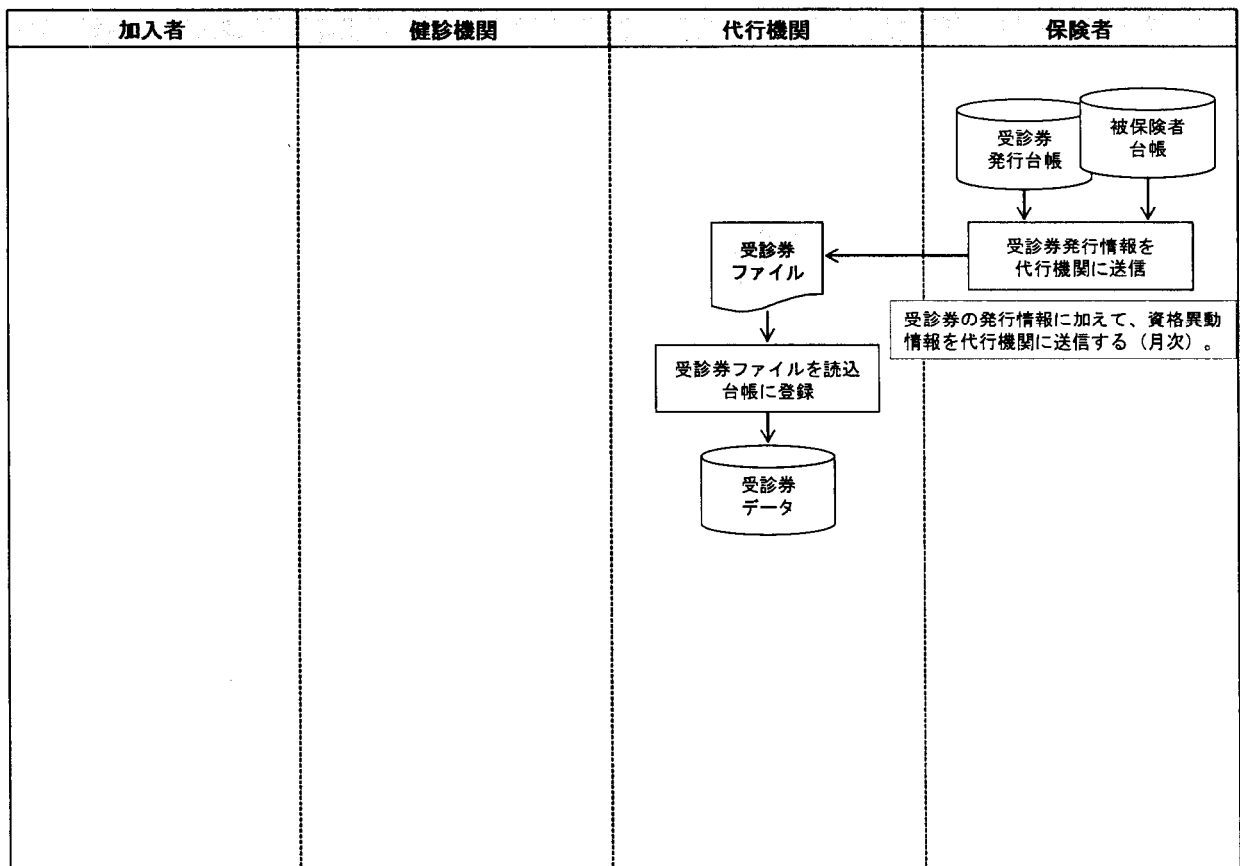 加入者
健診機関
代行機関
保険者
受診券
発行台帳
被保険者
台帳
受診券発行情報を
代行機関に送信
受診券
ファイル
受診券の発行情報に加えて、資格異動
情報を代行機関に送信する（月次）。
受診券ファイルを読込
台帳に登録
受診券
データ